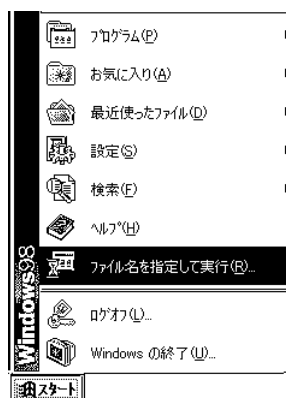 ﾌﾟﾛｸﾞﾗﾑ(P)
お気に入り(A)
最近使ったﾌｧｲﾙ(D)
設定(S)
検索(F)
ﾍﾙﾌﾟ(H)
ﾌｧｲﾙ名を指定して実行(R)...
ﾛｸﾞｵﾌ(L)...
Windows の終了(U)...
Windows98
スタート